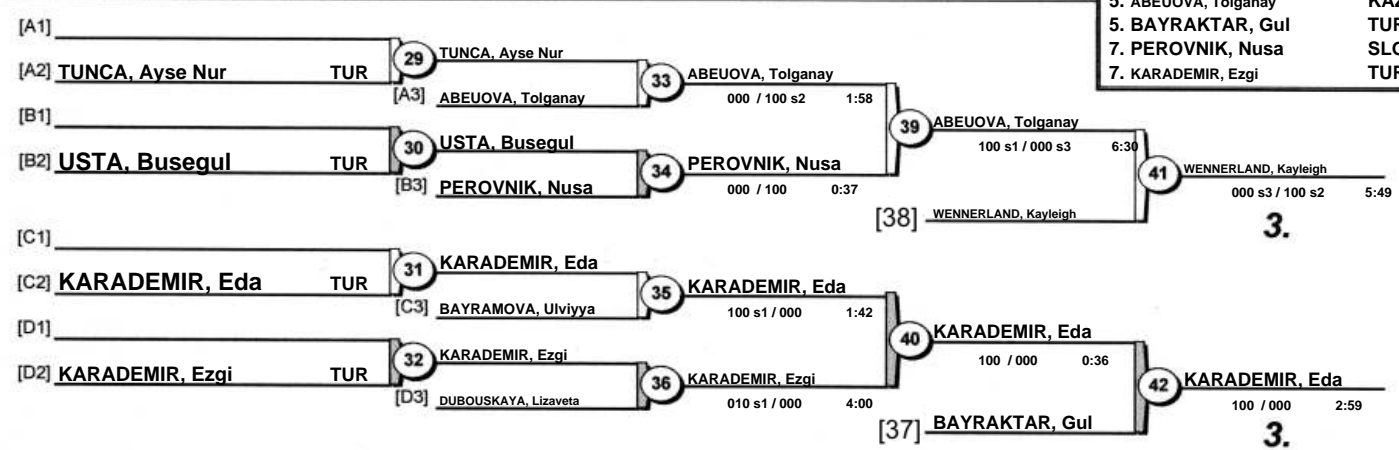 5. ABEUOVA, Tolganay KAZ
5. BAYRAKTAR, Gul TUR
7. PEROVNIK, Nusa SLO
7. KARADEMIR, Ezgi TUR
[A1]
[A2] TUNCA, Ayse Nur TUR
29
TUNCA, Ayse Nur
[A3] ABEUOVA, Tolganay
33
ABEUOVA, Tolganay
000 / 100 s2 1:58
[B1]
[B2] USTA, Busegul TUR
30
USTA, Busegul
[B3] PEROVNIK, Nusa
34
PEROVNIK, Nusa
000 / 100 0:37
39
ABEUOVA, Tolganay
100 s1 / 000 s3 6:30
[38] WENNERLAND, Kayleigh
41
WENNERLAND, Kayleigh
000 s3 / 100 s2 5:49
3.
[C1]
[C2] KARADEMIR, Eda TUR
31
KARADEMIR, Eda
[C3] BAYRAMOVA, Ulviyya
35
KARADEMIR, Eda
100 s1 / 000 1:42
[D1]
[D2] KARADEMIR, Ezgi TUR
32
KARADEMIR, Ezgi
[D3] DUBOUSKAYA, Lizaveta
36
KARADEMIR, Ezgi
010 s1 / 000 4:00
40
KARADEMIR, Eda
100 / 000 0:36
[37] BAYRAKTAR, Gul
42
KARADEMIR, Eda
100 / 000 2:59
3.